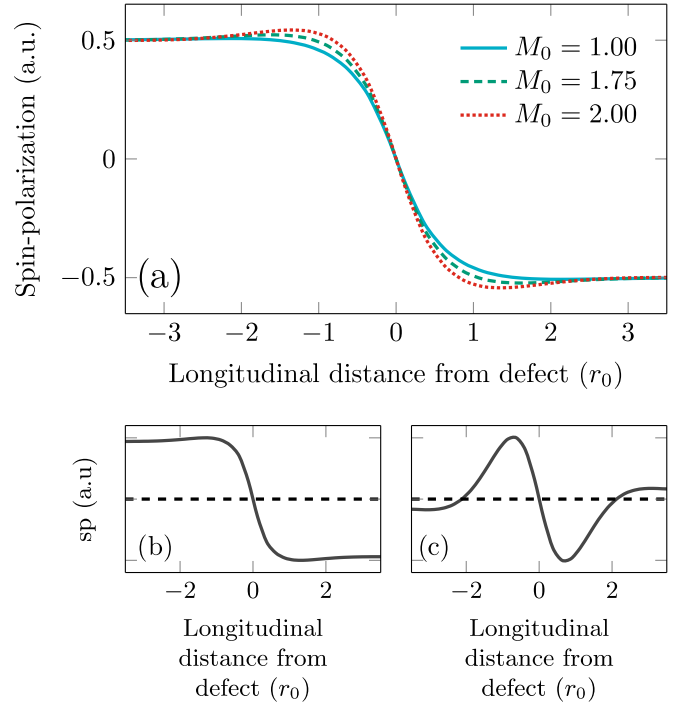 Spin-polarization (a.u.)
0.5
0
−0.5
M₀ = 1.00
M₀ = 1.75
M₀ = 2.00
(a)
−3 −2 −1 0 1 2 3
Longitudinal distance from defect (r₀)
sp (a.u)
(b)
−2 0 2
Longitudinal
distance from
defect (r₀)
(c)
−2 0 2
Longitudinal
distance from
defect (r₀)